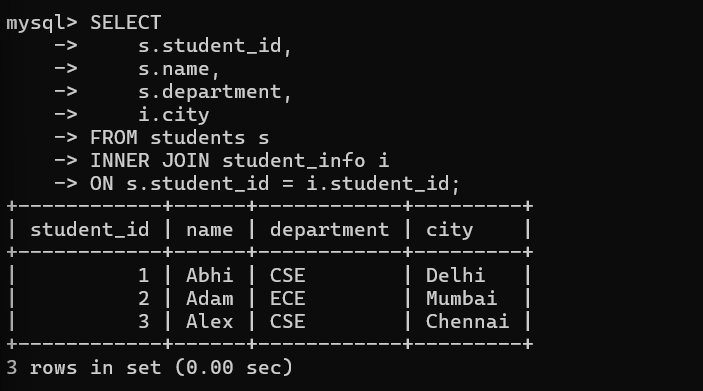 mysql> SELECT
    ->     s.student_id,
    ->     s.name,
    ->     s.department,
    ->     i.city
    -> FROM students s
    -> INNER JOIN student_info i
    -> ON s.student_id = i.student_id;
+------------+------+------------+---------+
| student_id | name | department | city    |
+------------+------+------------+---------+
|          1 | Abhi | CSE        | Delhi   |
|          2 | Adam | ECE        | Mumbai  |
|          3 | Alex | CSE        | Chennai |
+------------+------+------------+---------+
3 rows in set (0.00 sec)